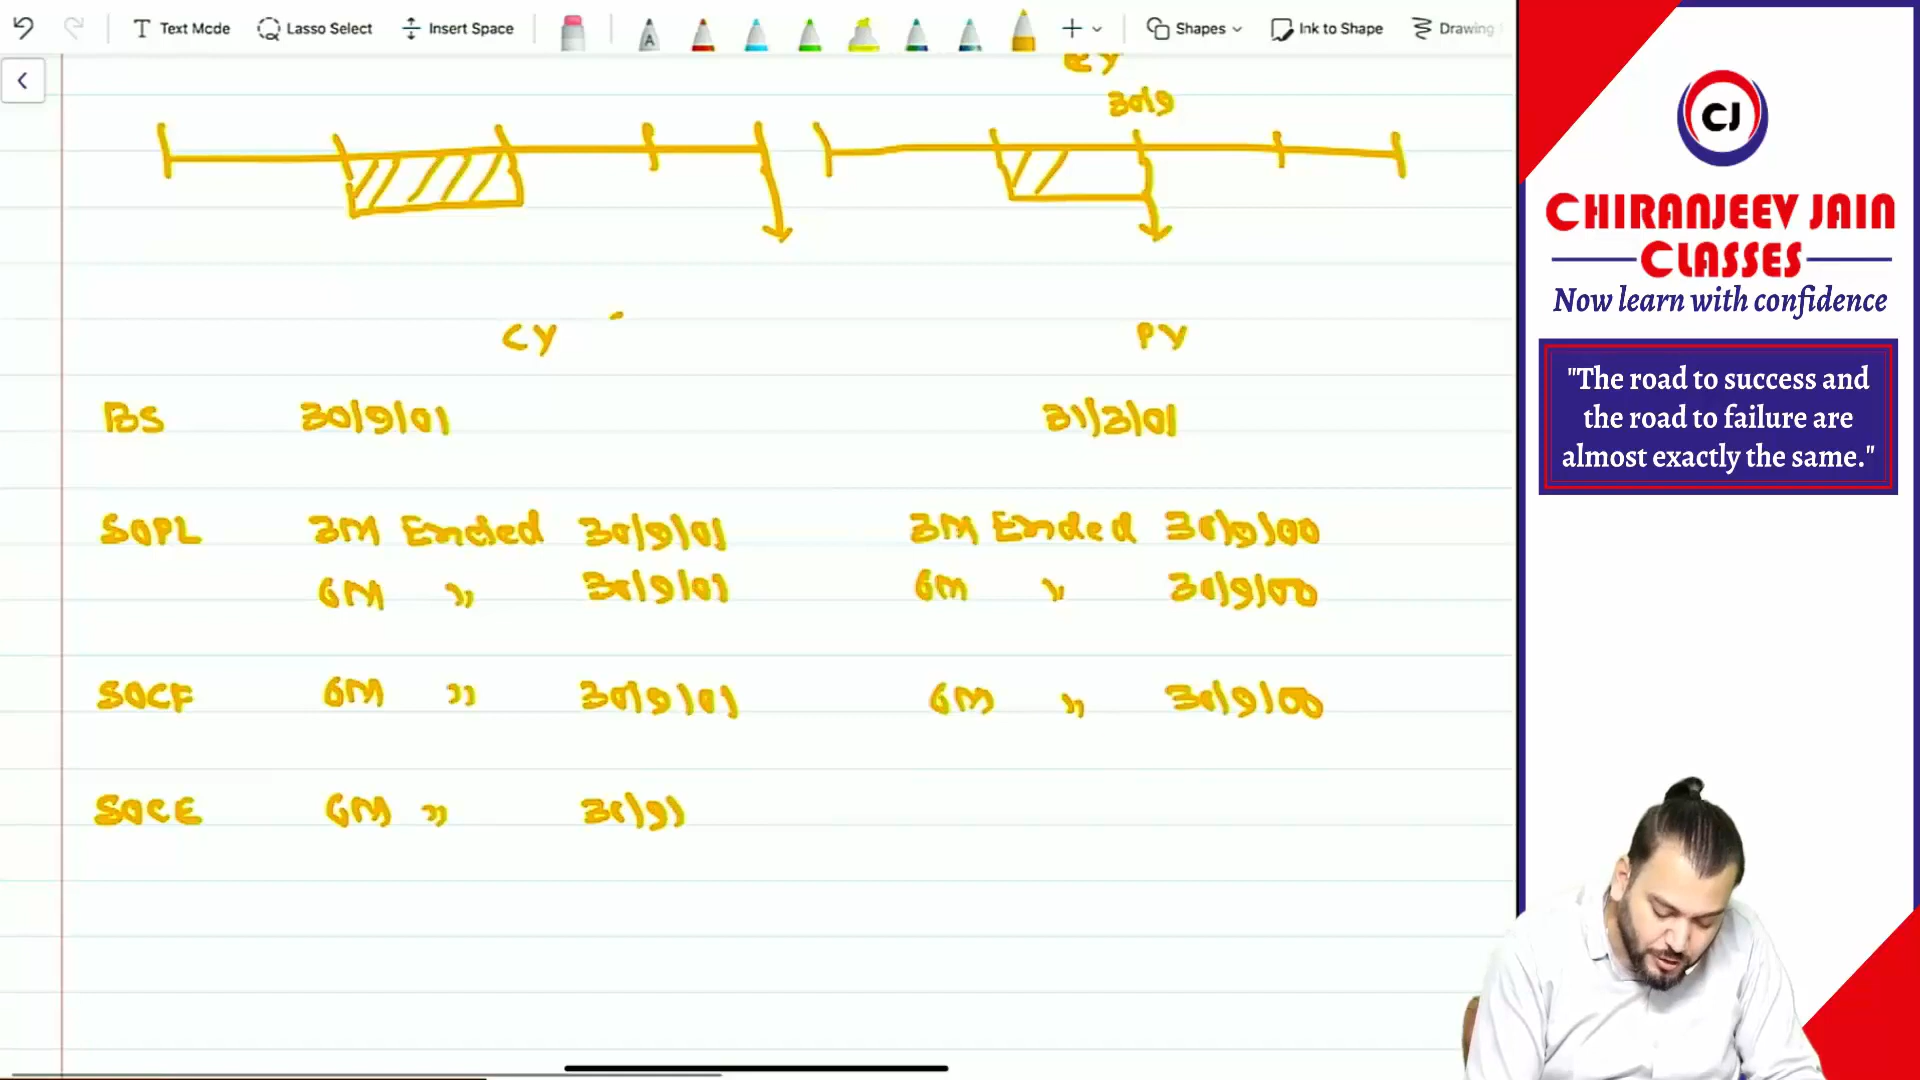 Text Mode Lasso Select Insert Space Shapes Ink to Shape Drawing
CY
30/9
CY PY
BS 30/9/01 31/3/01
SOPL 3M Ended 30/9/01 3M Ended 30/9/00
6M " 30/9/01 6M " 30/9/00
SOCF 6M " 30/9/01 6M " 30/9/00
SOCE 6M " 30/9/
CJ
CHIRANJEEV JAIN
CLASSES
Now learn with confidence
"The road to success and
the road to failure are
almost exactly the same."